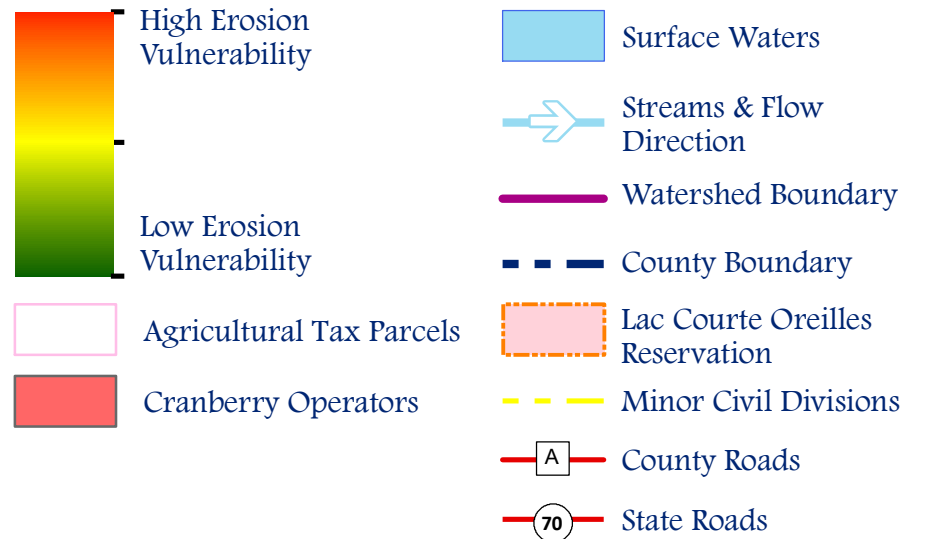 High Erosion
Vulnerability
Low Erosion
Vulnerability
Agricultural Tax Parcels
Cranberry Operators
Surface Waters
Streams & Flow
Direction
Watershed Boundary
County Boundary
Lac Courte Oreilles
Reservation
Minor Civil Divisions
A
County Roads
70
State Roads